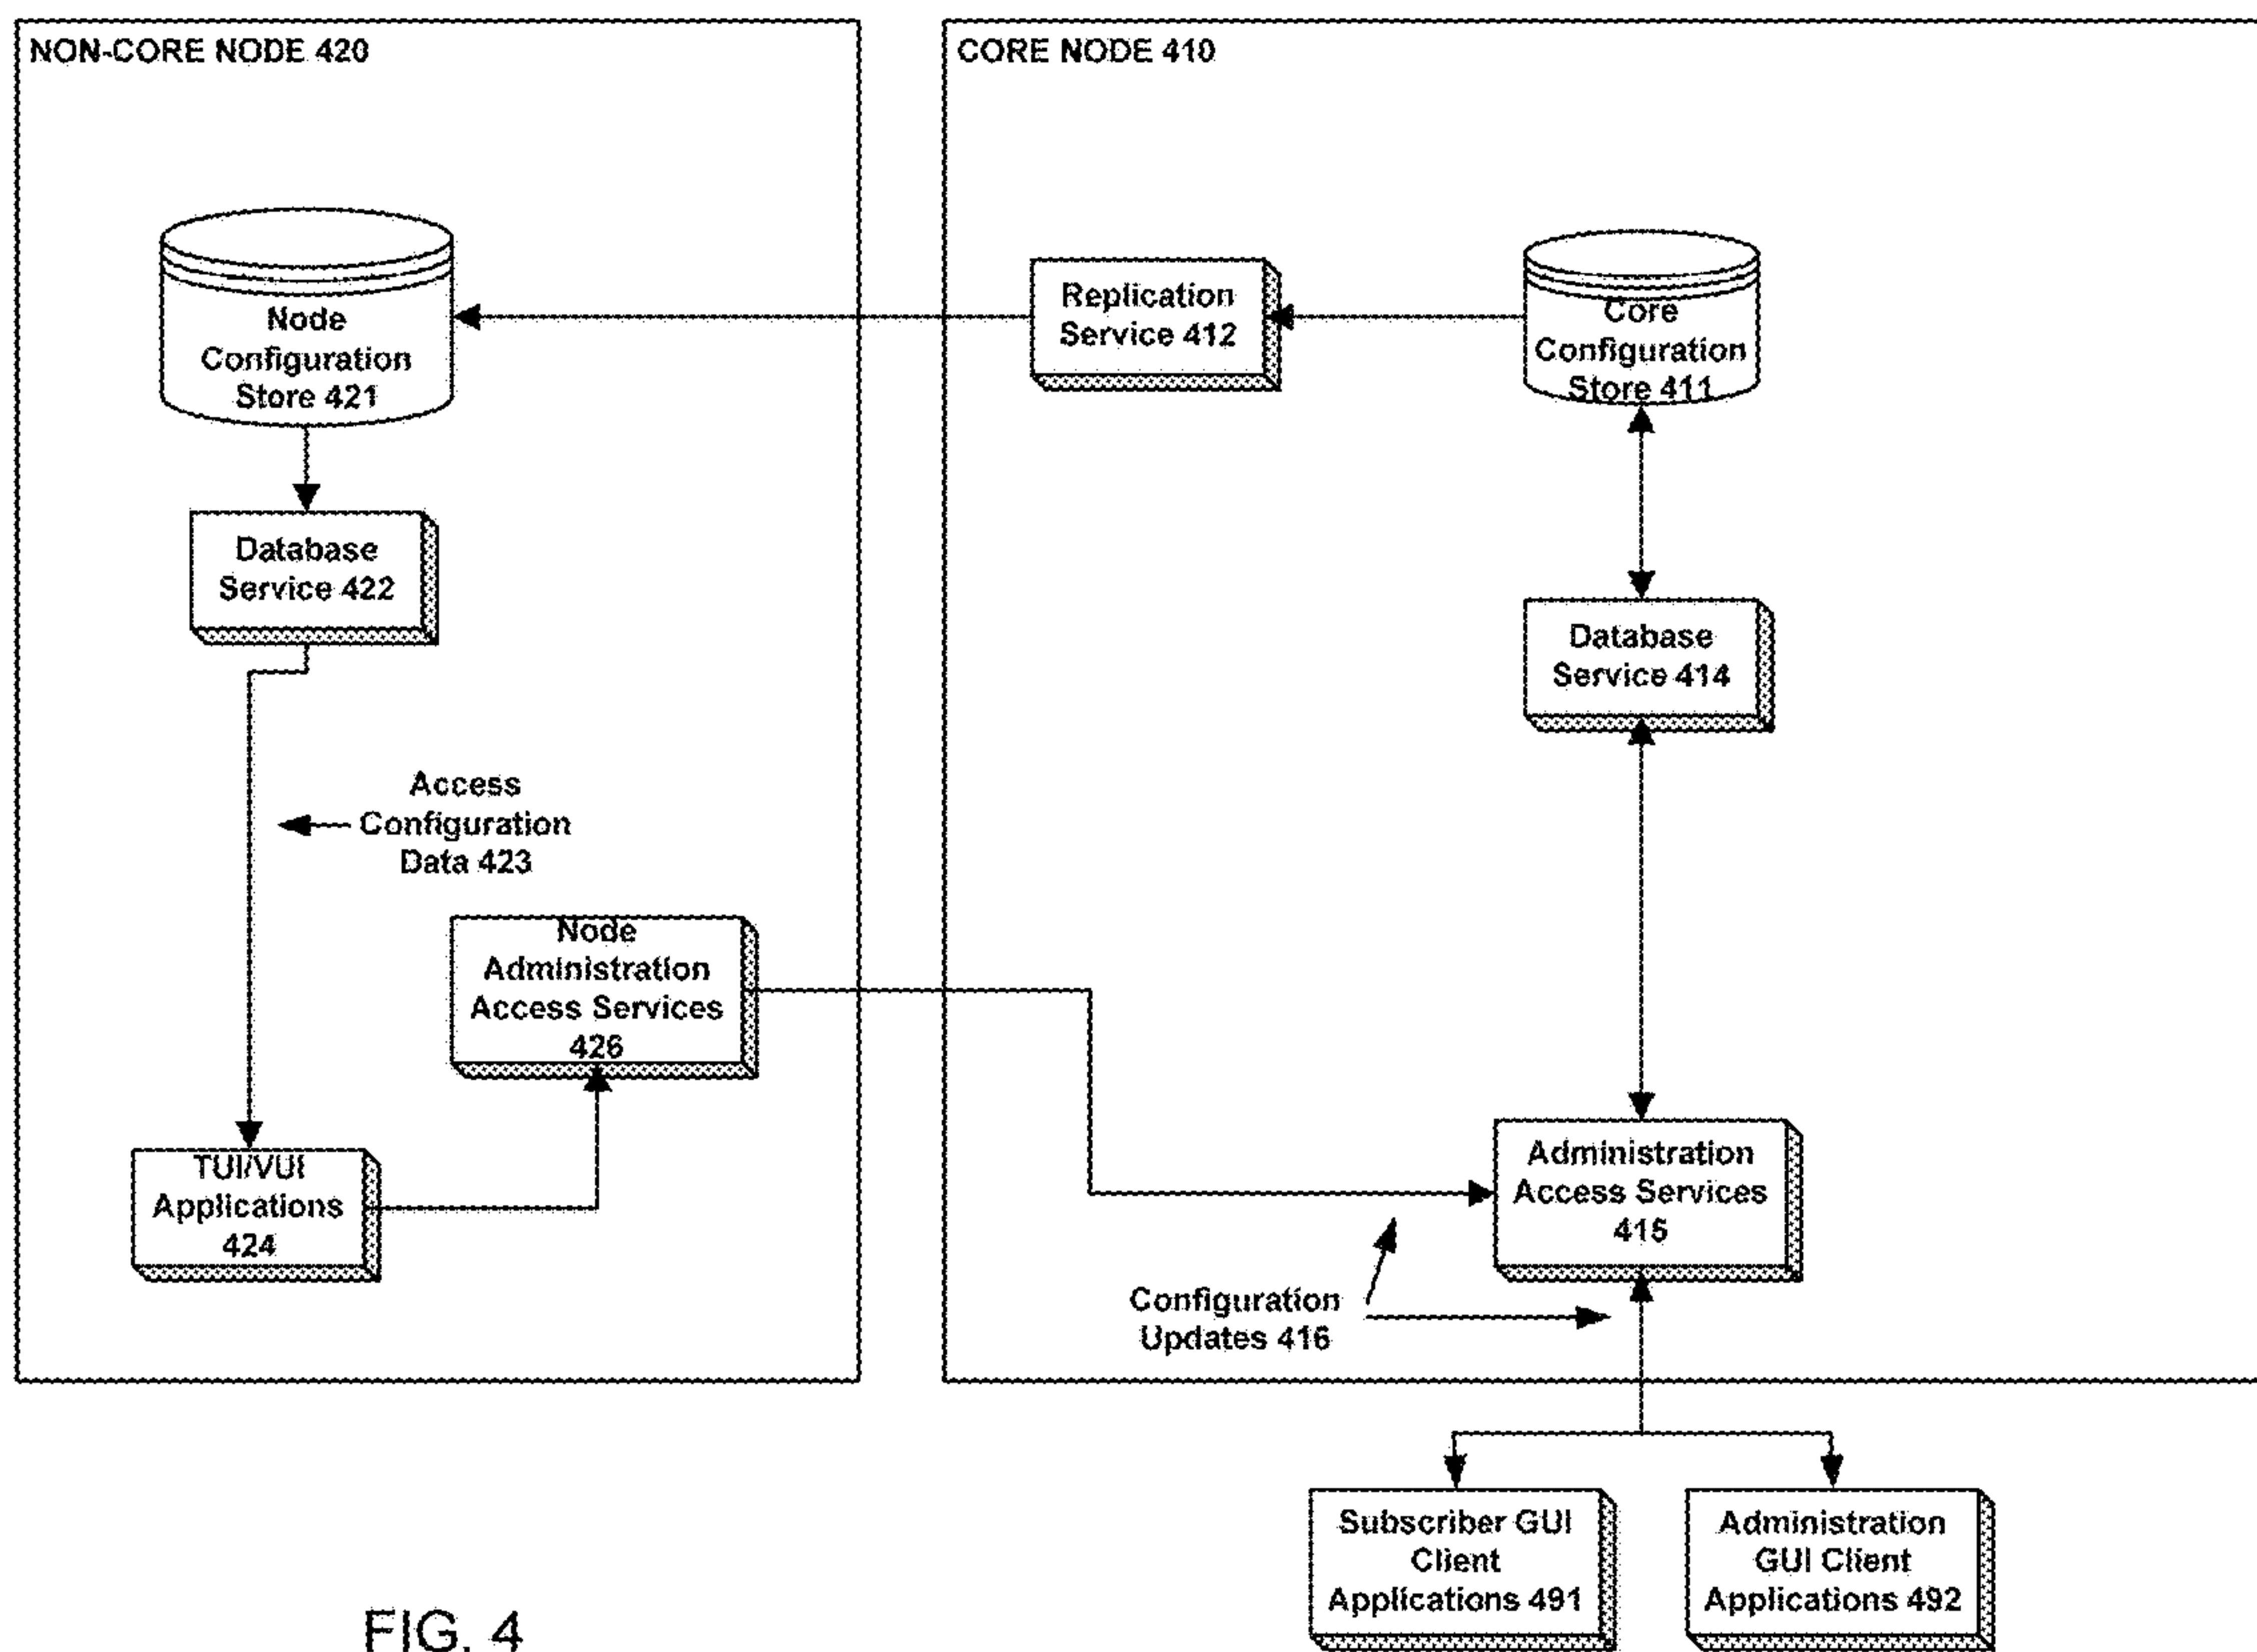 NON-CORE NODE 420
CORE NODE 410
Node
Configuration
Store 421
Replication
Service 412
Core
Configuration
Store 411
Database
Service 422
Database
Service 414
Access
Configuration
Data 423
Node
Administration
Access Services
426
TUI/VUI
Applications
424
Administration
Access Services
415
Configuration
Updates 416
Subscriber GUI
Client
Applications 491
Administration
GUI Client
Applications 492
FIG. 4